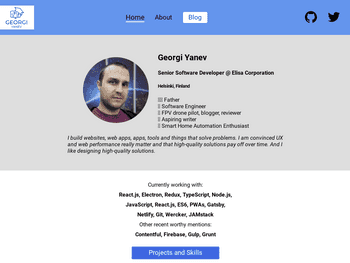 GEORGI
YANEV
Home
About
Blog
Georgi Yanev
Senior Software Developer @ Elisa Corporation
Helsinki, Finland
Father
Software Engineer
FPV drone pilot, blogger, reviewer
Aspiring writer
Smart Home Automation Enthusiast
I build websites, web apps, apps, tools and things that solve problems. I am convinced UX
and web performance really matter and that high-quality solutions pay off over time. And I
like designing high-quality solutions.
Currently working with:
React.js, Electron, Redux, TypeScript, Node.js,
JavaScript, React.js, ES6, PWAs, Gatsby,
Netlify, Git, Wercker, JAMstack
Other recent worthy mentions:
Contentful, Firebase, Gulp, Grunt
Projects and Skills